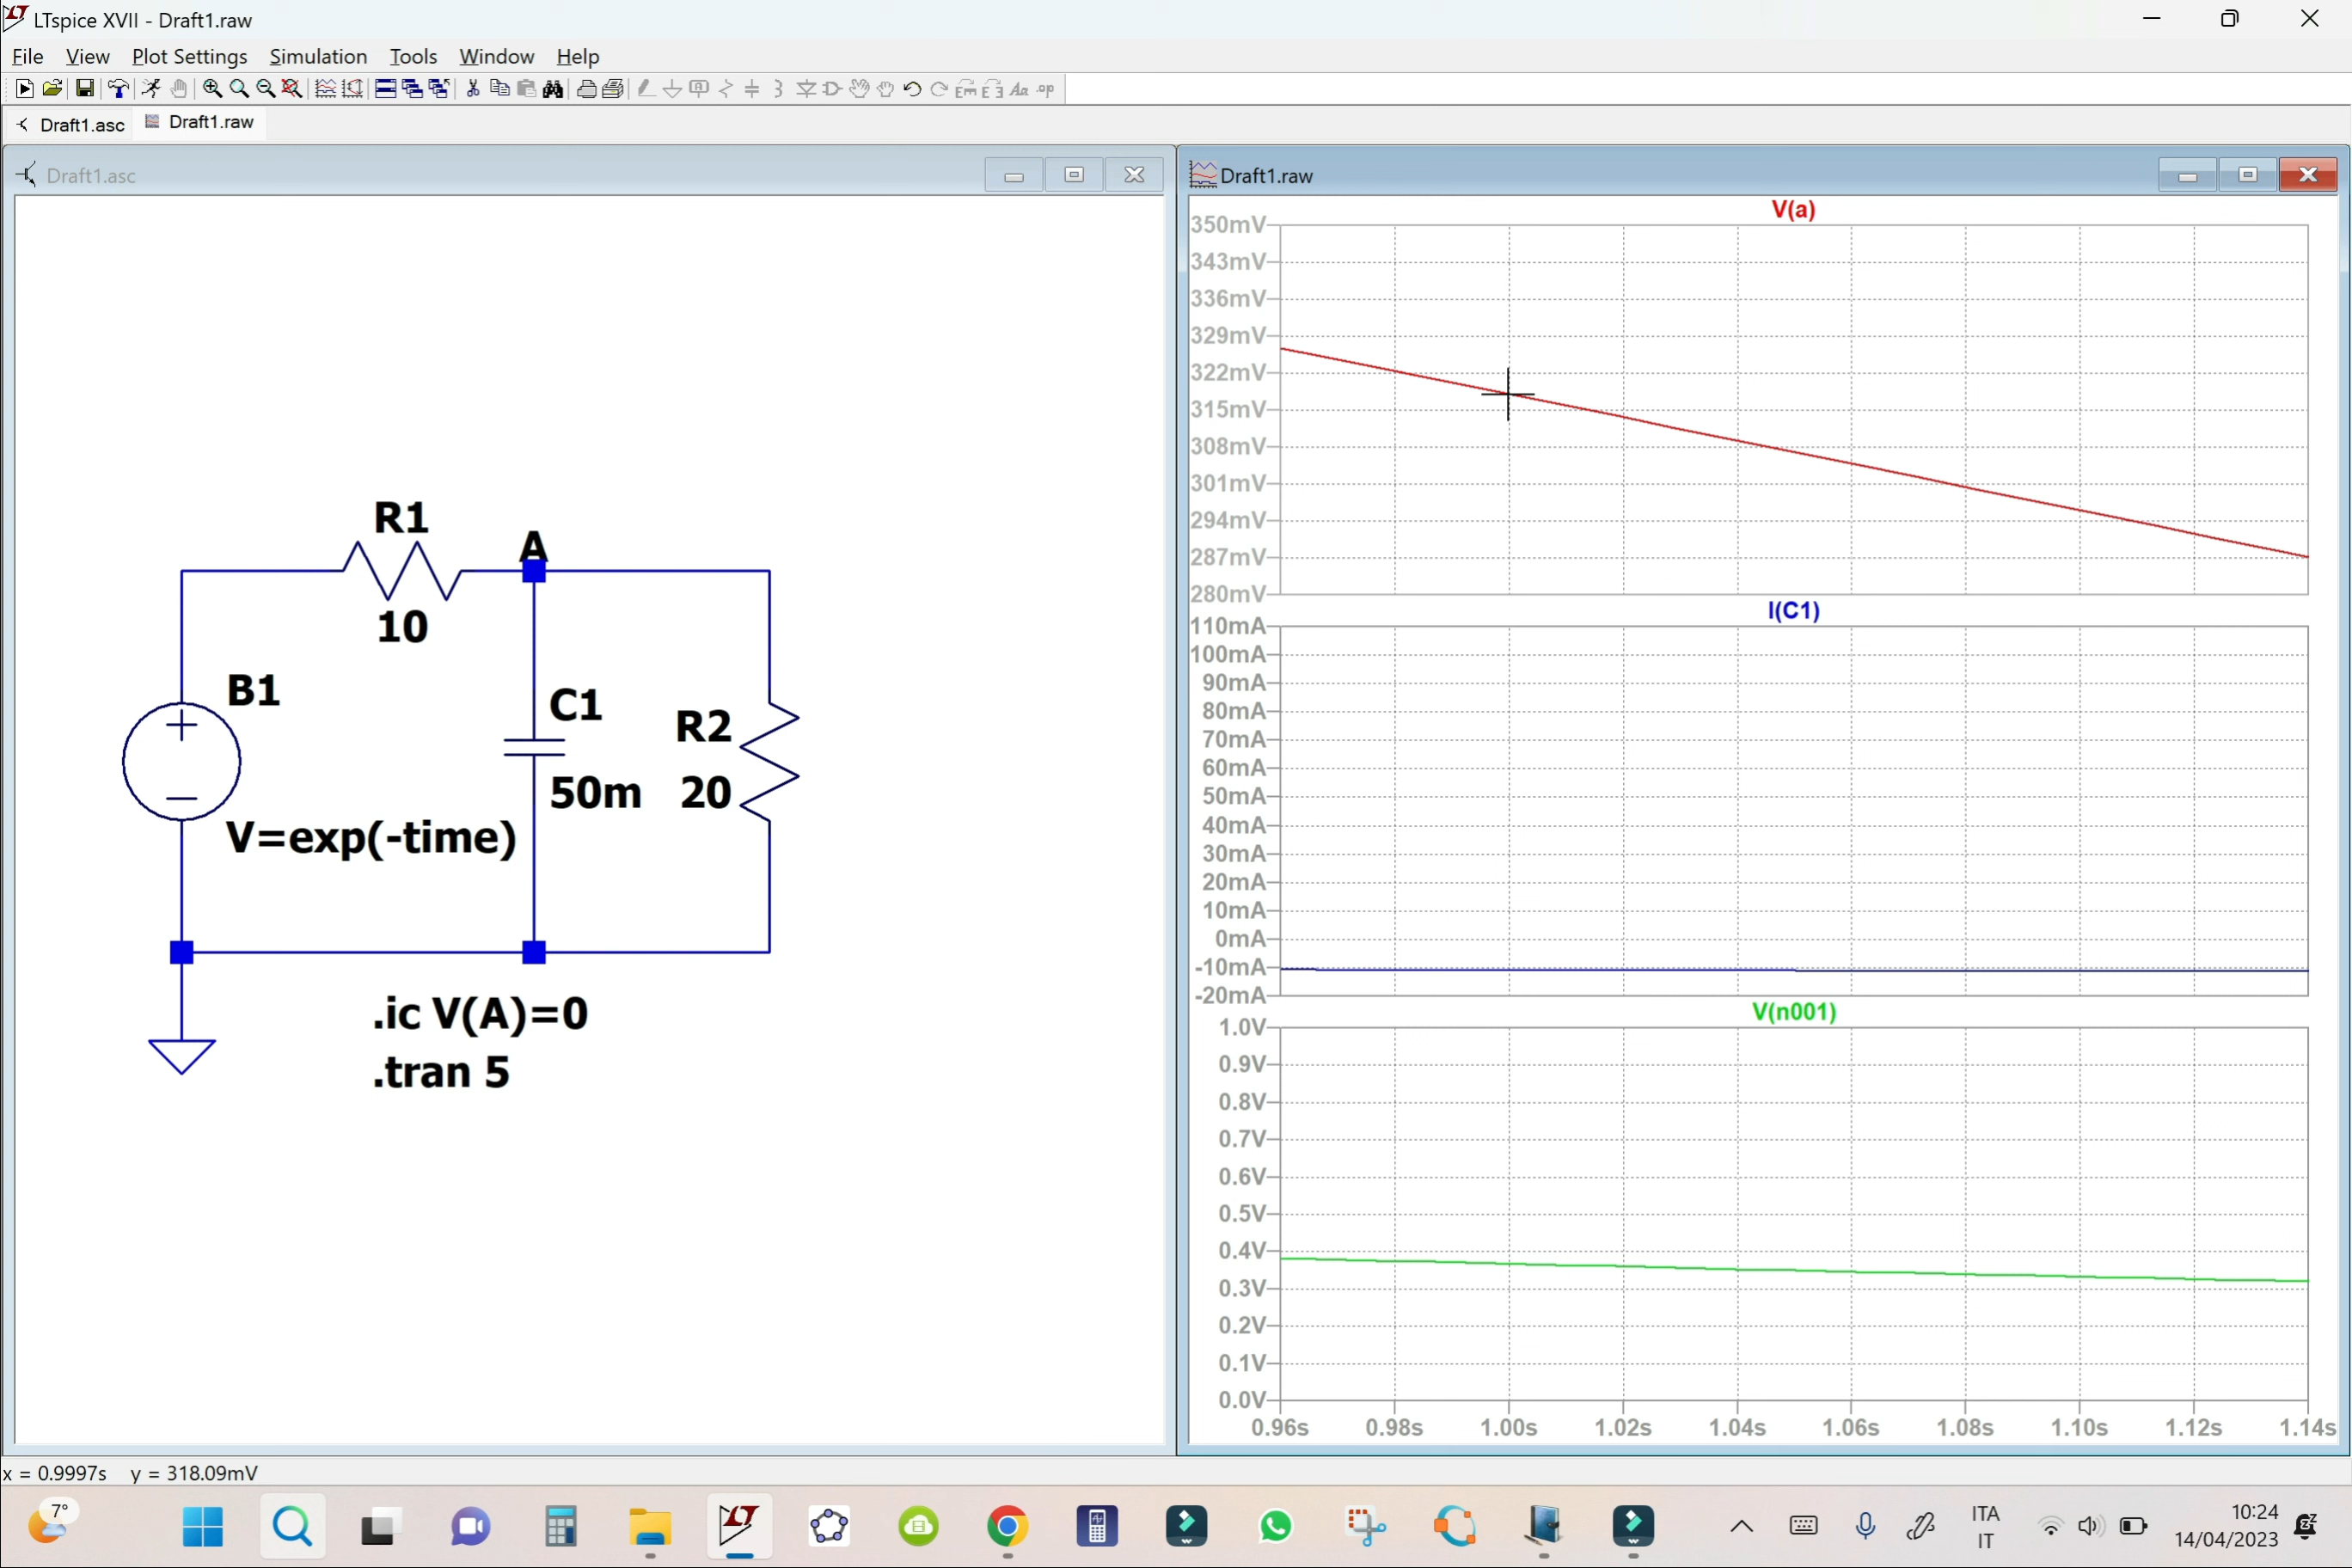 LTspice XVII - Draft1.raw
File View Plot Settings Simulation Tools Window Help
Aa .op
Draft1.asc Draft1.raw
Draft1.asc
R1
A
10
B1
C1
R2
50m
20
V=exp(-time)
.ic V(A)=0
.tran 5
Draft1.raw
V(a)
350mV
343mV
336mV
329mV
322mV
315mV
308mV
301mV
294mV
287mV
280mV
I(C1)
110mA
100mA
90mA
80mA
70mA
60mA
50mA
40mA
30mA
20mA
10mA
0mA
-10mA
-20mA
V(n001)
1.0V
0.9V
0.8V
0.7V
0.6V
0.5V
0.4V
0.3V
0.2V
0.1V
0.0V
0.96s 0.98s 1.00s 1.02s 1.04s 1.06s 1.08s 1.10s 1.12s 1.14s
x = 0.9997s y = 318.09mV
7°
ITA
IT
10:24
14/04/2023